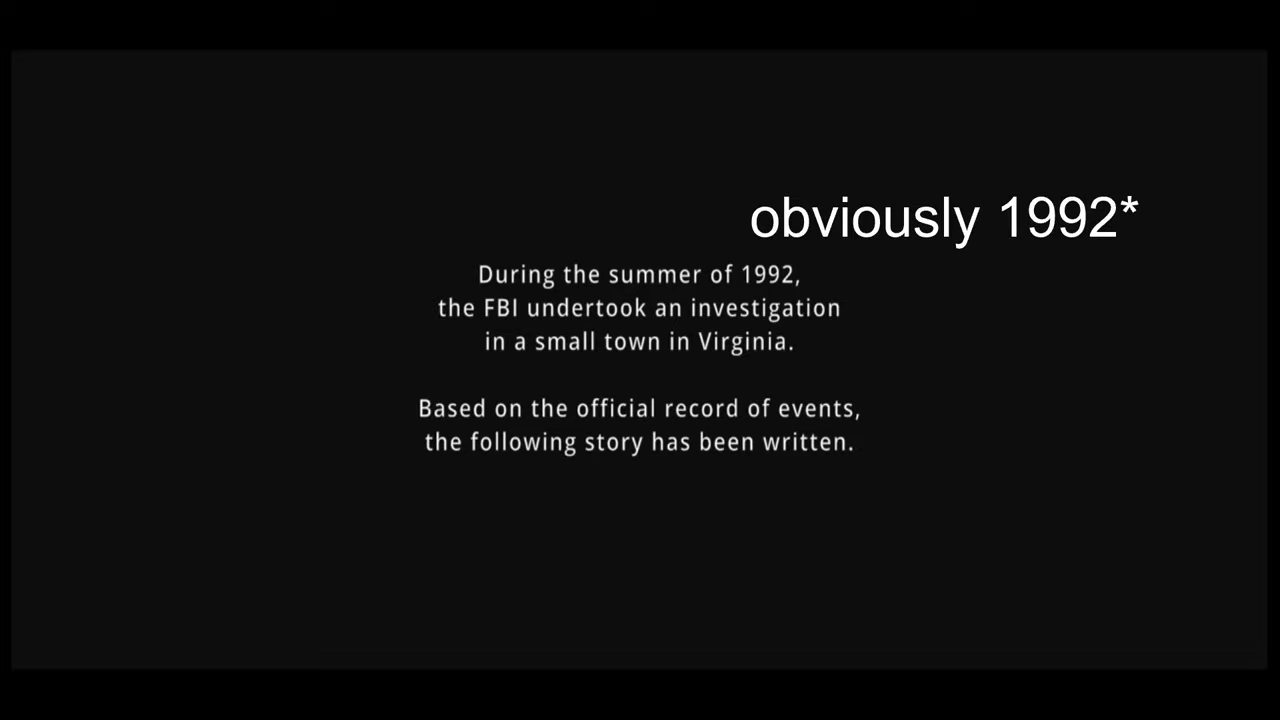 obviously 1992*
During the summer of 1992,
the FBI undertook an investigation
in a small town in Virginia.
Based on the official record of events,
the following story has been written.